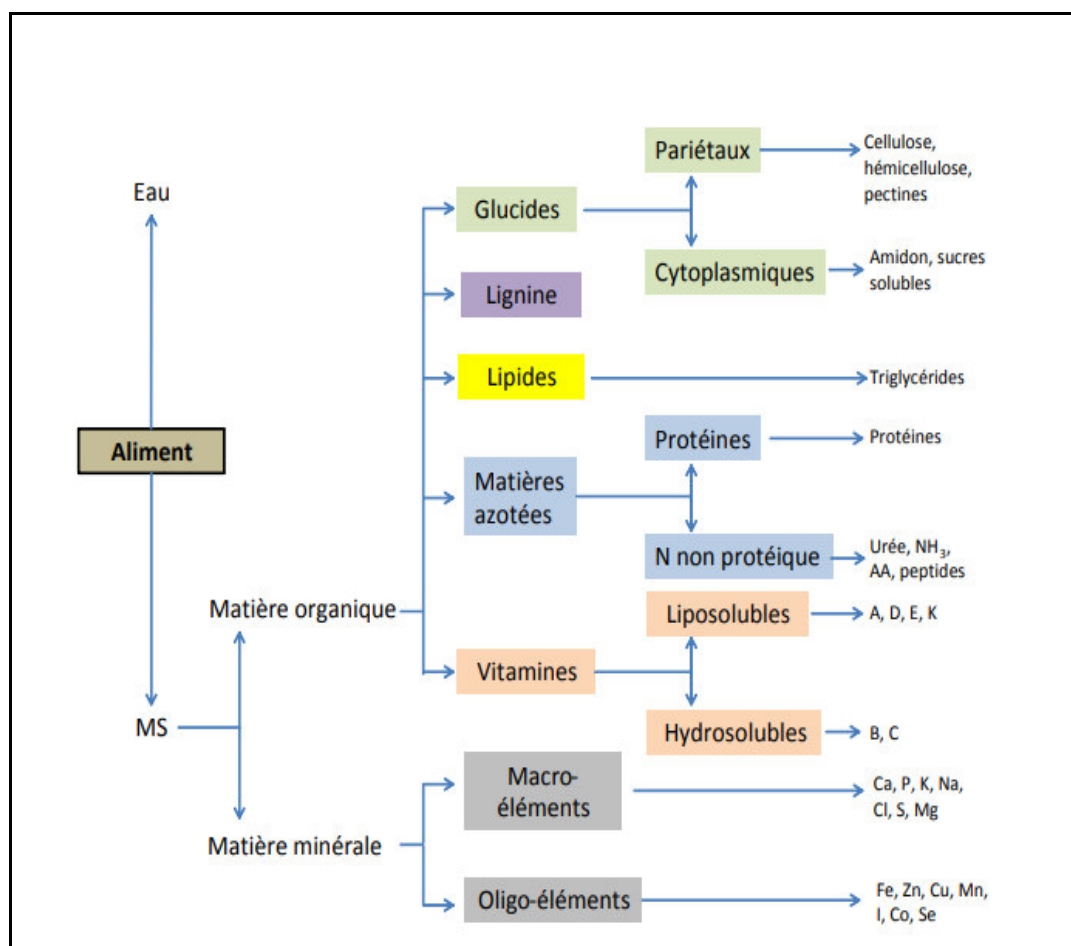 Eau
Aliment
MS
Matière organique
Matière minérale
Glucides
Pariétaux
Cellulose,
hémicellulose,
pectines
Cytoplasmiques
Amidon, sucres
solubles
Lignine
Lipides
Triglycérides
Matières
azotées
Protéines
Protéines
N non protéique
Urée, NH3,
AA, peptides
Vitamines
Liposolubles
A, D, E, K
Hydrosolubles
B, C
Macro-
éléments
Ca, P, K, Na,
Cl, S, Mg
Oligo-éléments
Fe, Zn, Cu, Mn,
I, Co, Se